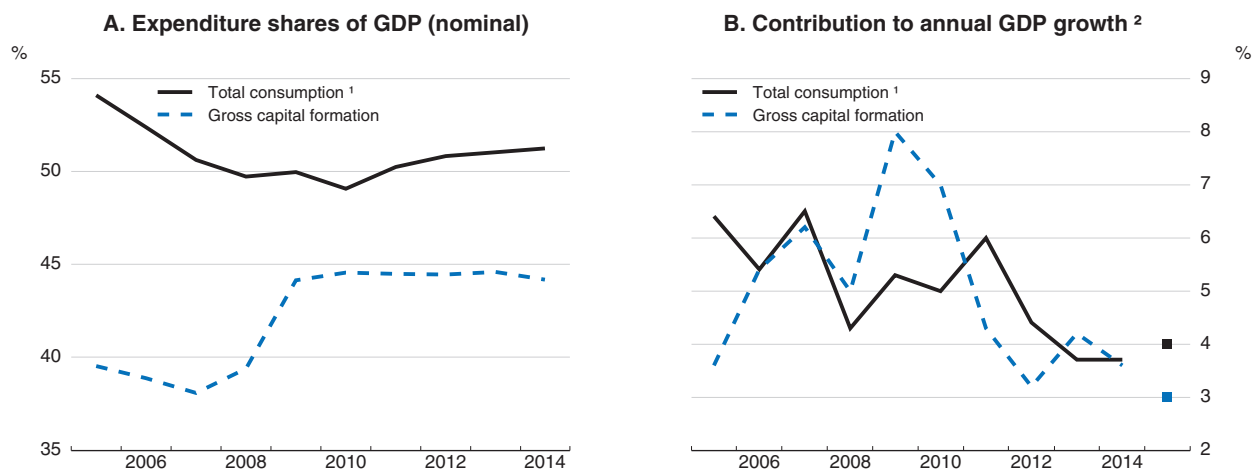 A. Expenditure shares of GDP (nominal)
%
55
50
45
40
35
Total consumption ¹
Gross capital formation
2006 2008 2010 2012 2014
B. Contribution to annual GDP growth ²
%
9
8
7
6
5
4
3
2
Total consumption ¹
Gross capital formation
2006 2008 2010 2012 2014